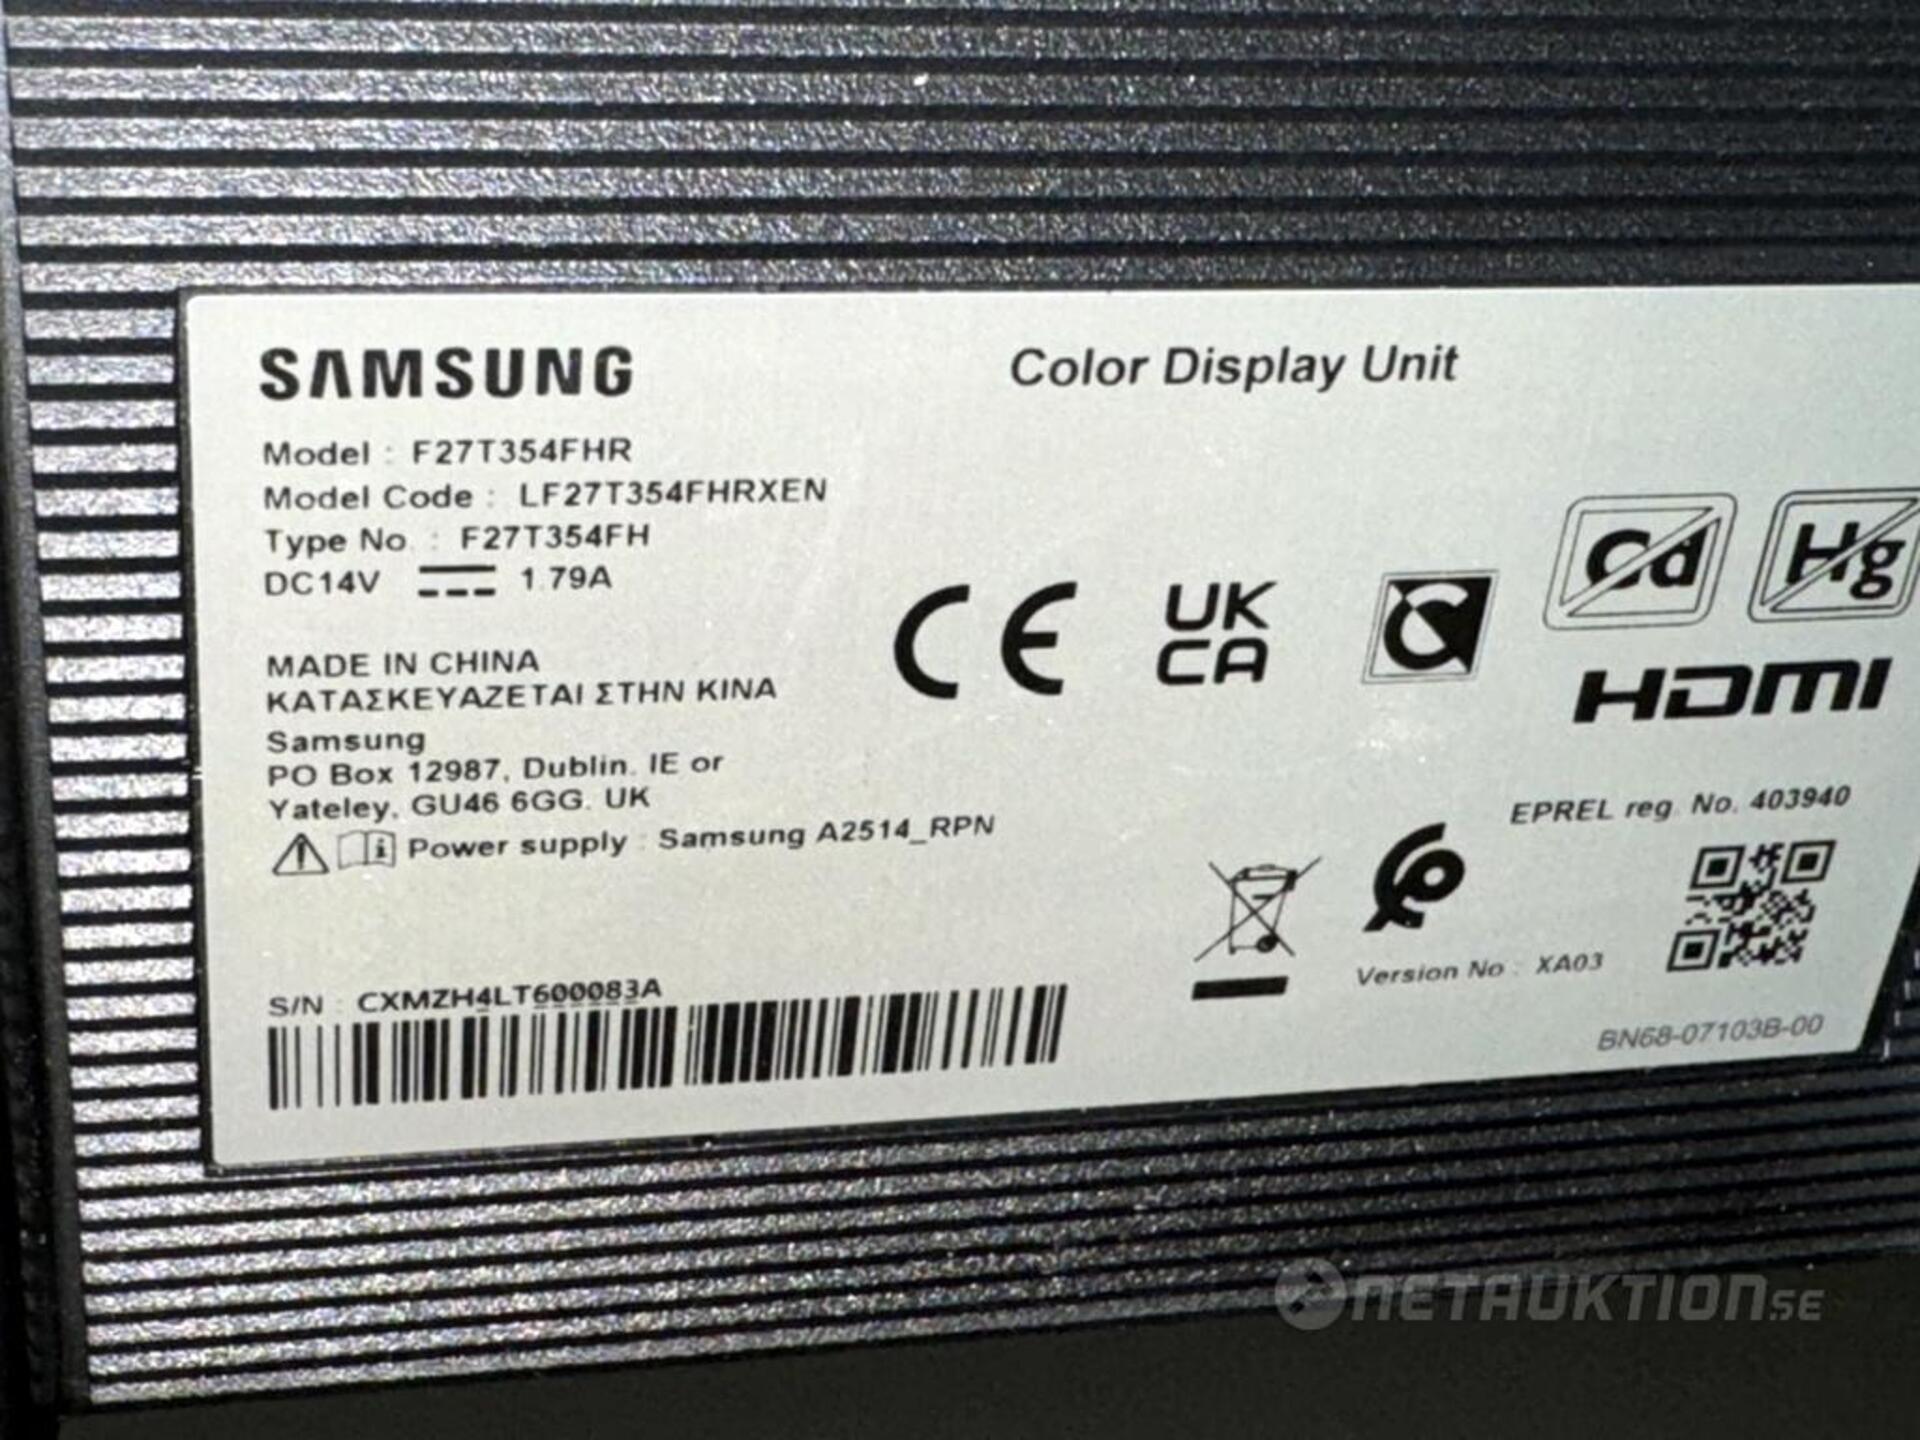 SAMSUNG
Color Display Unit
Model : F27T354FHR
Model Code : LF27T354FHRXEN
Type No. : F27T354FH
DC14V 1.79A
MADE IN CHINA
ΚΑΤΑΣΚΕΥΑΖΕΤΑΙ ΣΤΗΝ ΚΙΝΑ
Samsung
PO Box 12987, Dublin. IE or
Yateley, GU46 6GG. UK
Power supply : Samsung A2514_RPN
S/N : CXMZH4LT600083A
CE
UK
CA
Cd
Hg
HDMI
EPREL reg. No. 403940
Version No : XA03
BN68-07103B-00
NETAUKTION.SE